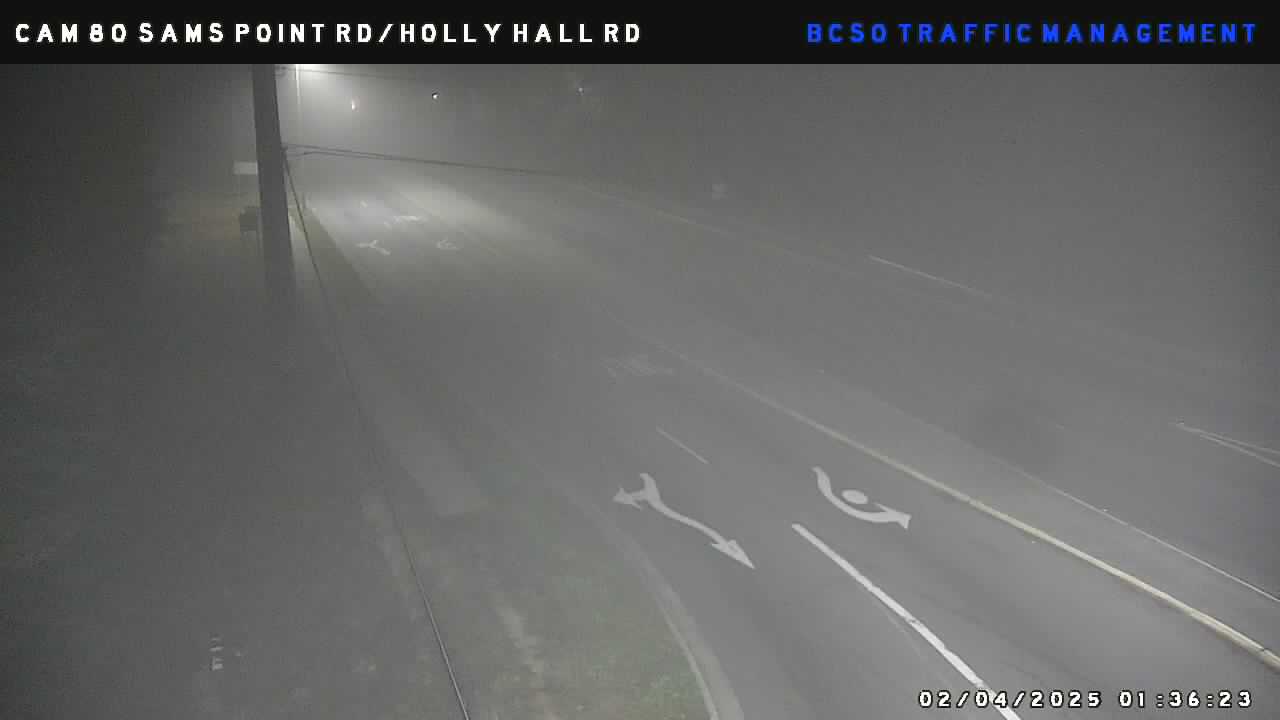 CAM 80 SAMS POINT RD/HOLLY HALL RD
BCSO TRAFFIC MANAGEMENT
02/04/2025 01:36:23